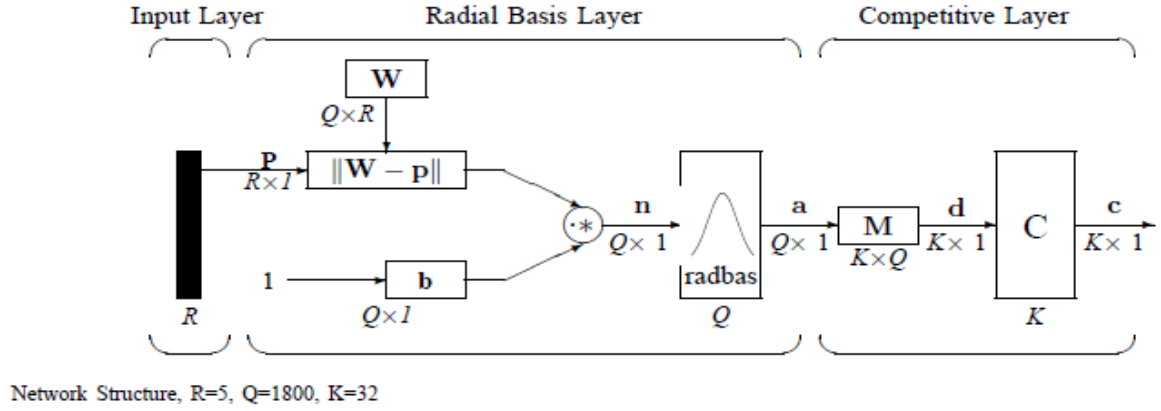 Input Layer Radial Basis Layer Competitive Layer
W
Q×R
P
R×1
‖W − p‖
n
Q× 1
a
Q× 1
M
K×Q
d
K× 1
C
c
K× 1
·*
1
b
Q×1
radbas
R
Q
K
Network Structure, R=5, Q=1800, K=32